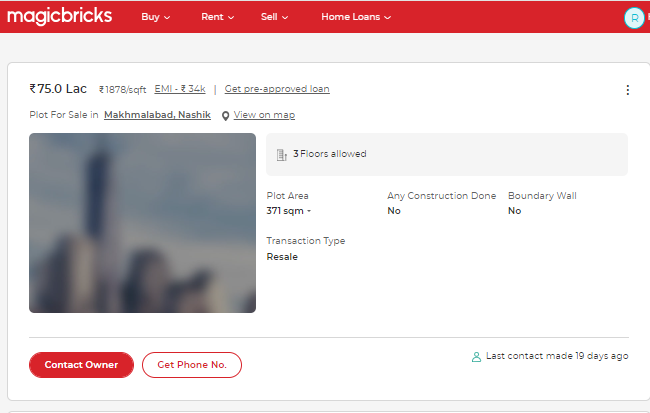 magicbricks Buy Rent Sell Home Loans R
₹75.0 Lac ₹1878/sqft EMI - ₹ 34k | Get pre-approved loan
Plot For Sale in Makhmalabad, Nashik View on map
3 Floors allowed
Plot Area Any Construction Done Boundary Wall
371 sqm No No
Transaction Type
Resale
Contact Owner Get Phone No. Last contact made 19 days ago